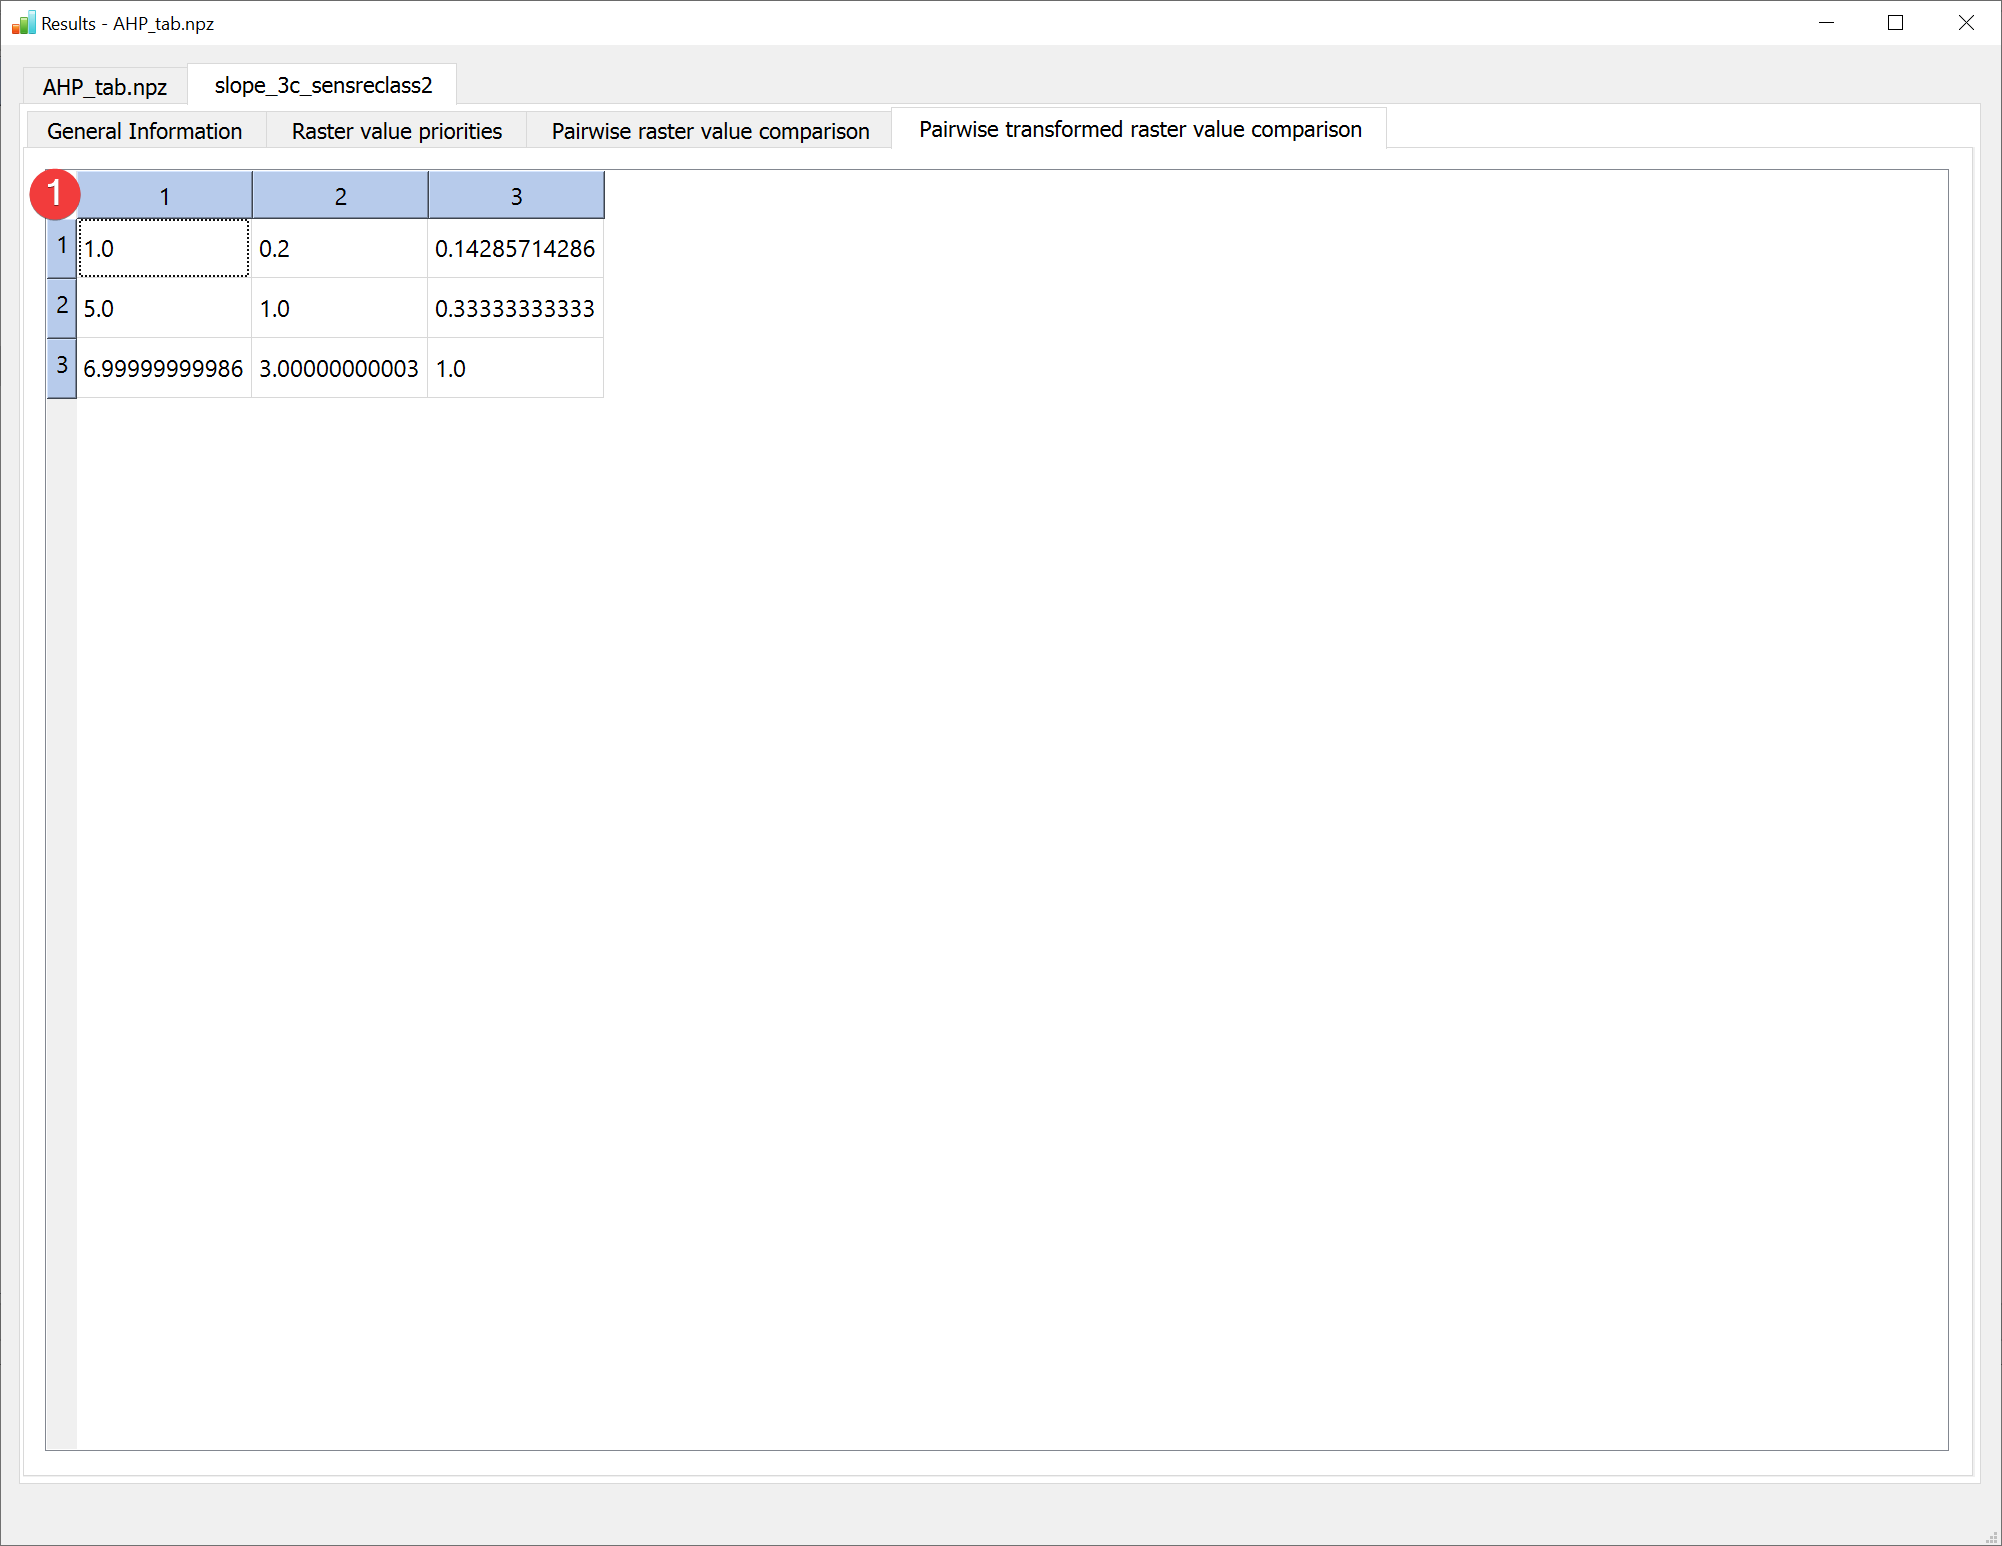 Results - AHP_tab.npz
AHP_tab.npz slope_3c_sensreclass2
General Information Raster value priorities Pairwise raster value comparison Pairwise transformed raster value comparison
1 1 2 3
1 1.0 0.2 0.14285714286
2 5.0 1.0 0.33333333333
3 6.99999999986 3.00000000003 1.0